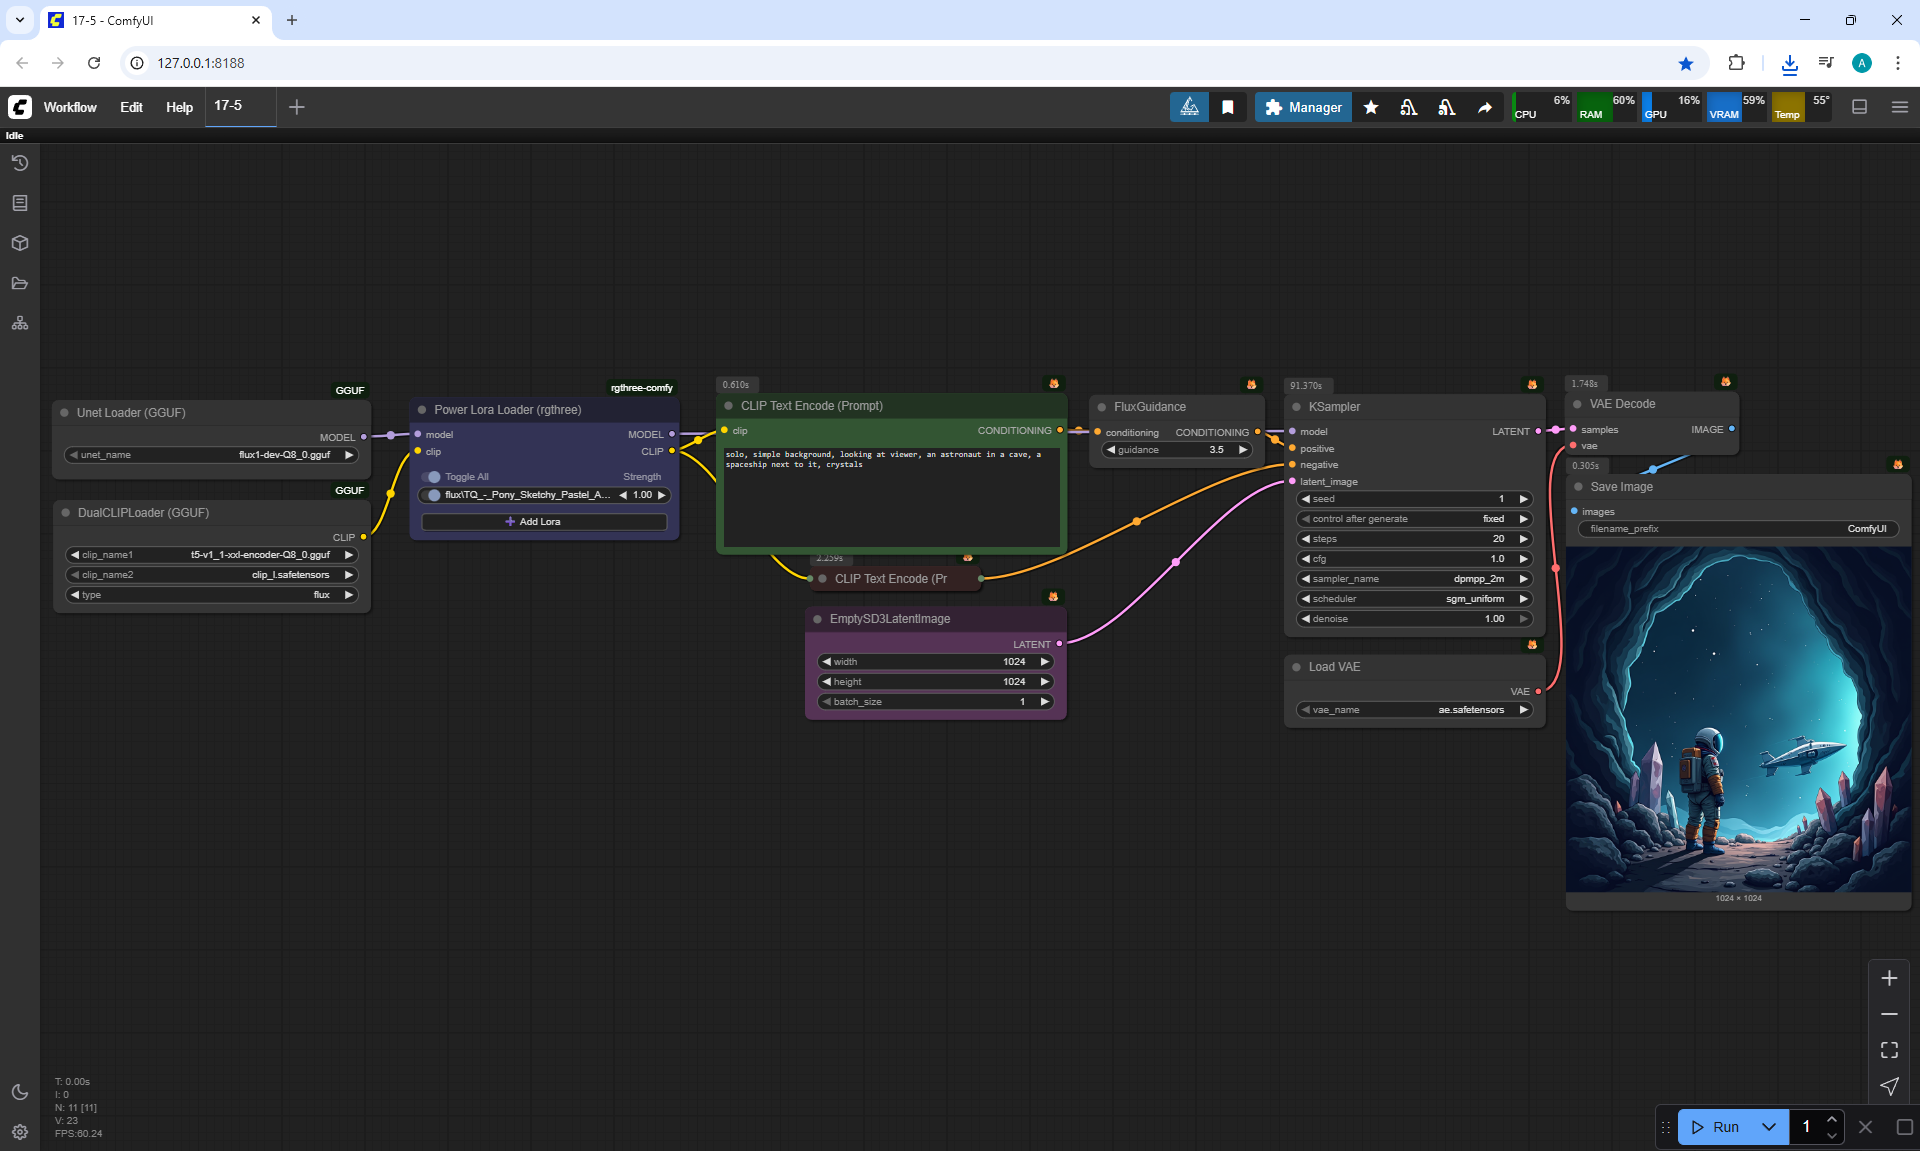 17-5 - ComfyUI
127.0.0.1:8188
A
Workflow
Edit
Help
17-5
Manager
6%
CPU
60%
RAM
16%
GPU
59%
VRAM
55°
Temp
Idle
GGUF
Unet Loader (GGUF)
MODEL
unet_name
flux1-dev-Q8_0.gguf
GGUF
DualCLIPLoader (GGUF)
CLIP
clip_name1
t5-v1_1-xxl-encoder-Q8_0.gguf
clip_name2
clip_l.safetensors
type
flux
rgthree-comfy
Power Lora Loader (rgthree)
model
MODEL
clip
CLIP
Toggle All
Strength
flux\TQ_-_Pony_Sketchy_Pastel_A...
1.00
Add Lora
0.610s
CLIP Text Encode (Prompt)
clip
CONDITIONING
solo, simple background, looking at viewer, an astronaut in a cave, a
spaceship next to it, crystals
2.259s
CLIP Text Encode (Pr
EmptySD3LatentImage
LATENT
width
1024
height
1024
batch_size
1
FluxGuidance
conditioning
CONDITIONING
guidance
3.5
91.370s
KSampler
model
LATENT
positive
negative
latent_image
seed
1
control after generate
fixed
steps
20
cfg
1.0
sampler_name
dpmpp_2m
scheduler
sgm_uniform
denoise
1.00
Load VAE
VAE
vae_name
ae.safetensors
1.748s
VAE Decode
samples
IMAGE
vae
0.305s
Save Image
images
filename_prefix
ComfyUI
1024 × 1024
T: 0.00s
I: 0
N: 11 [11]
V: 23
FPS:60.24
Run
1